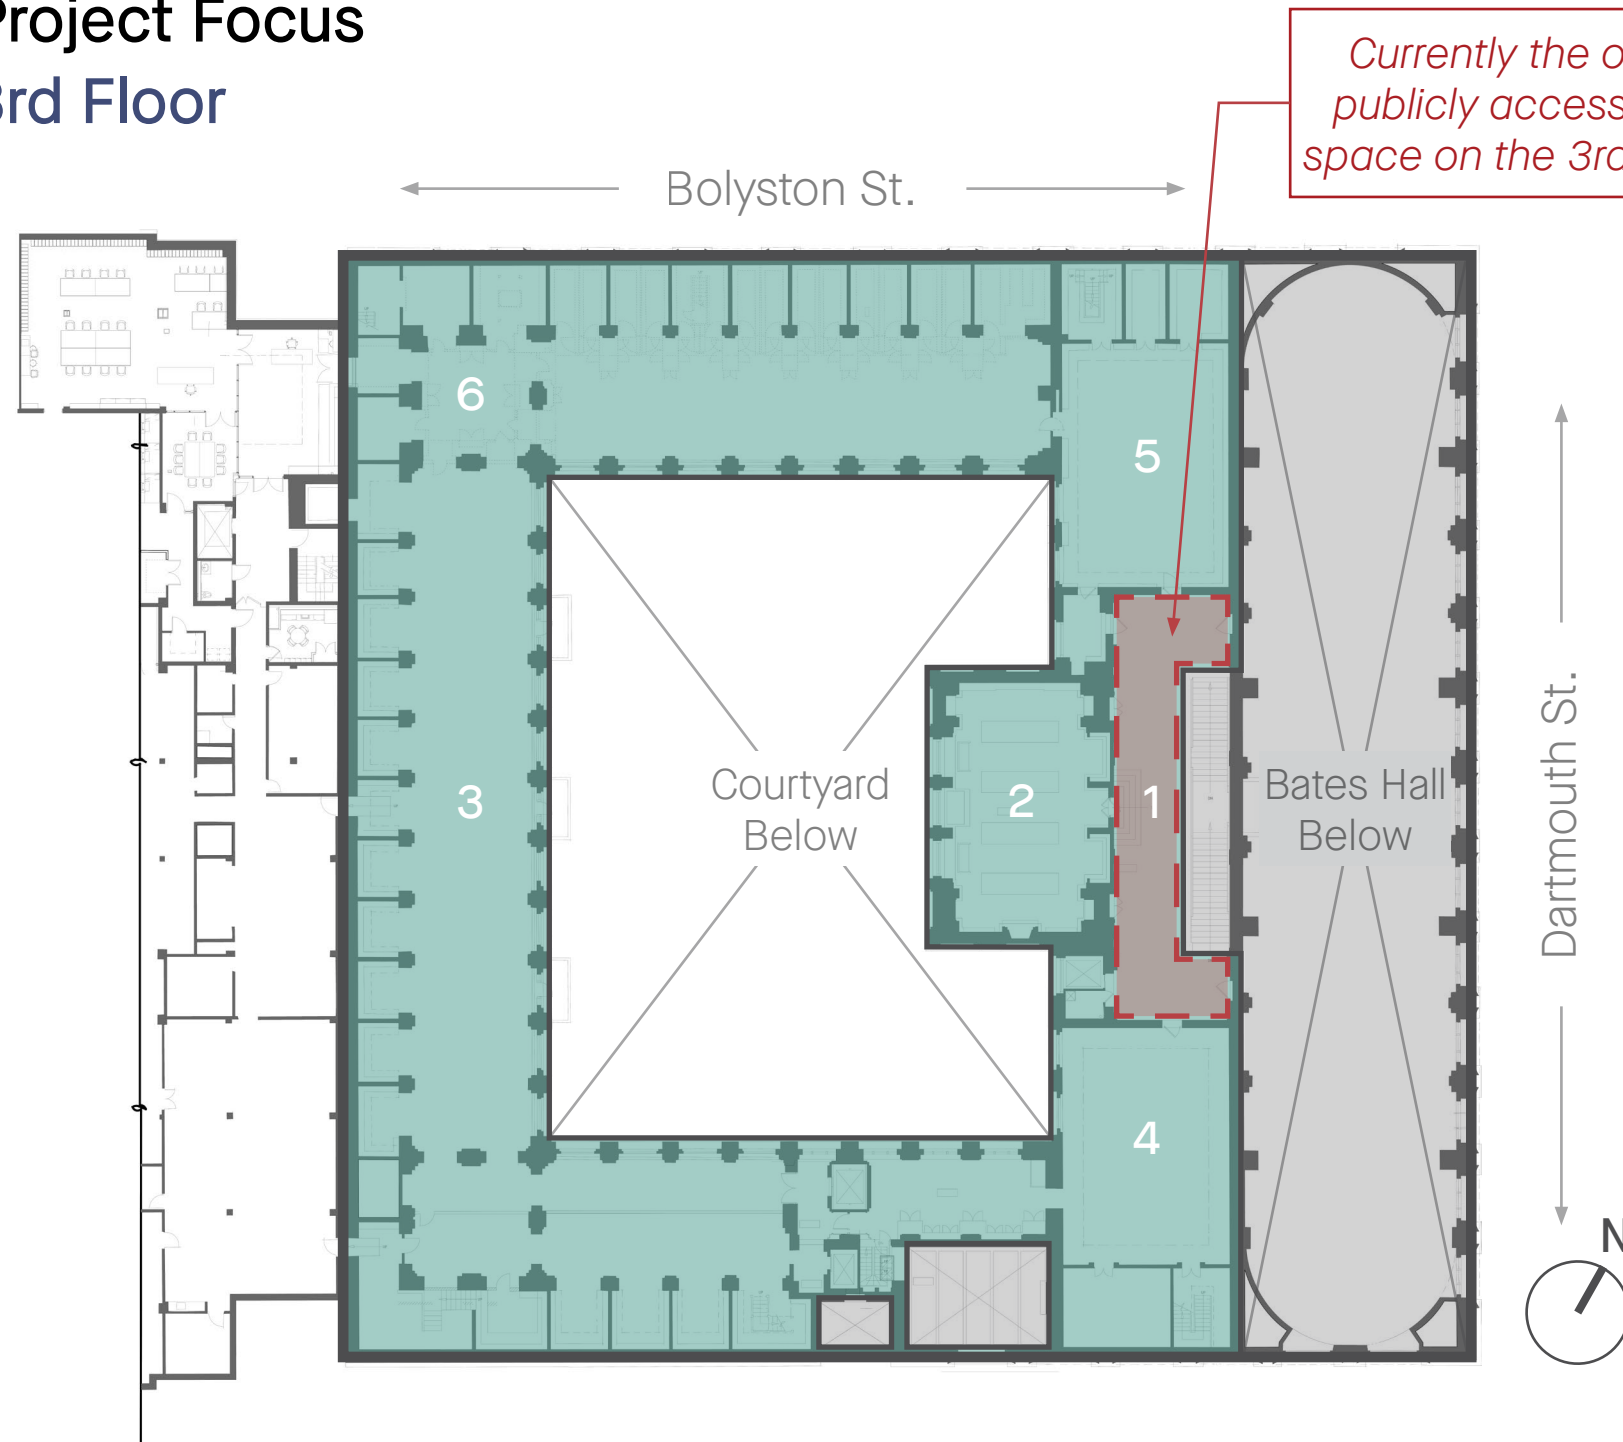 Project Focus
3rd Floor
Currently the o
publicly access
space on the 3rd
Bolyston St.
6
5
3
Courtyard
Below
2
1
Bates Hall
Below
Dartmouth St.
4
N